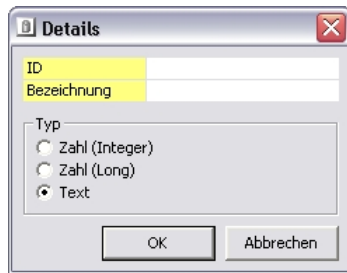 Details
ID
Bezeichnung
Typ
Zahl (Integer)
Zahl (Long)
Text
OK
Abbrechen